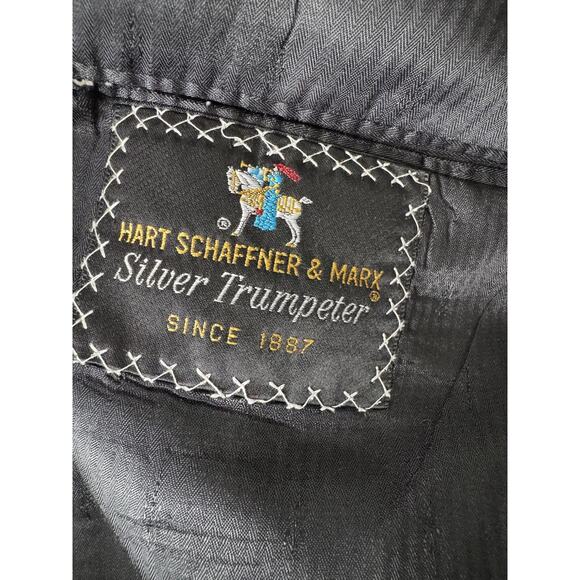 ®
HART SCHAFFNER & MARX®
Silver Trumpeter
SINCE 1887